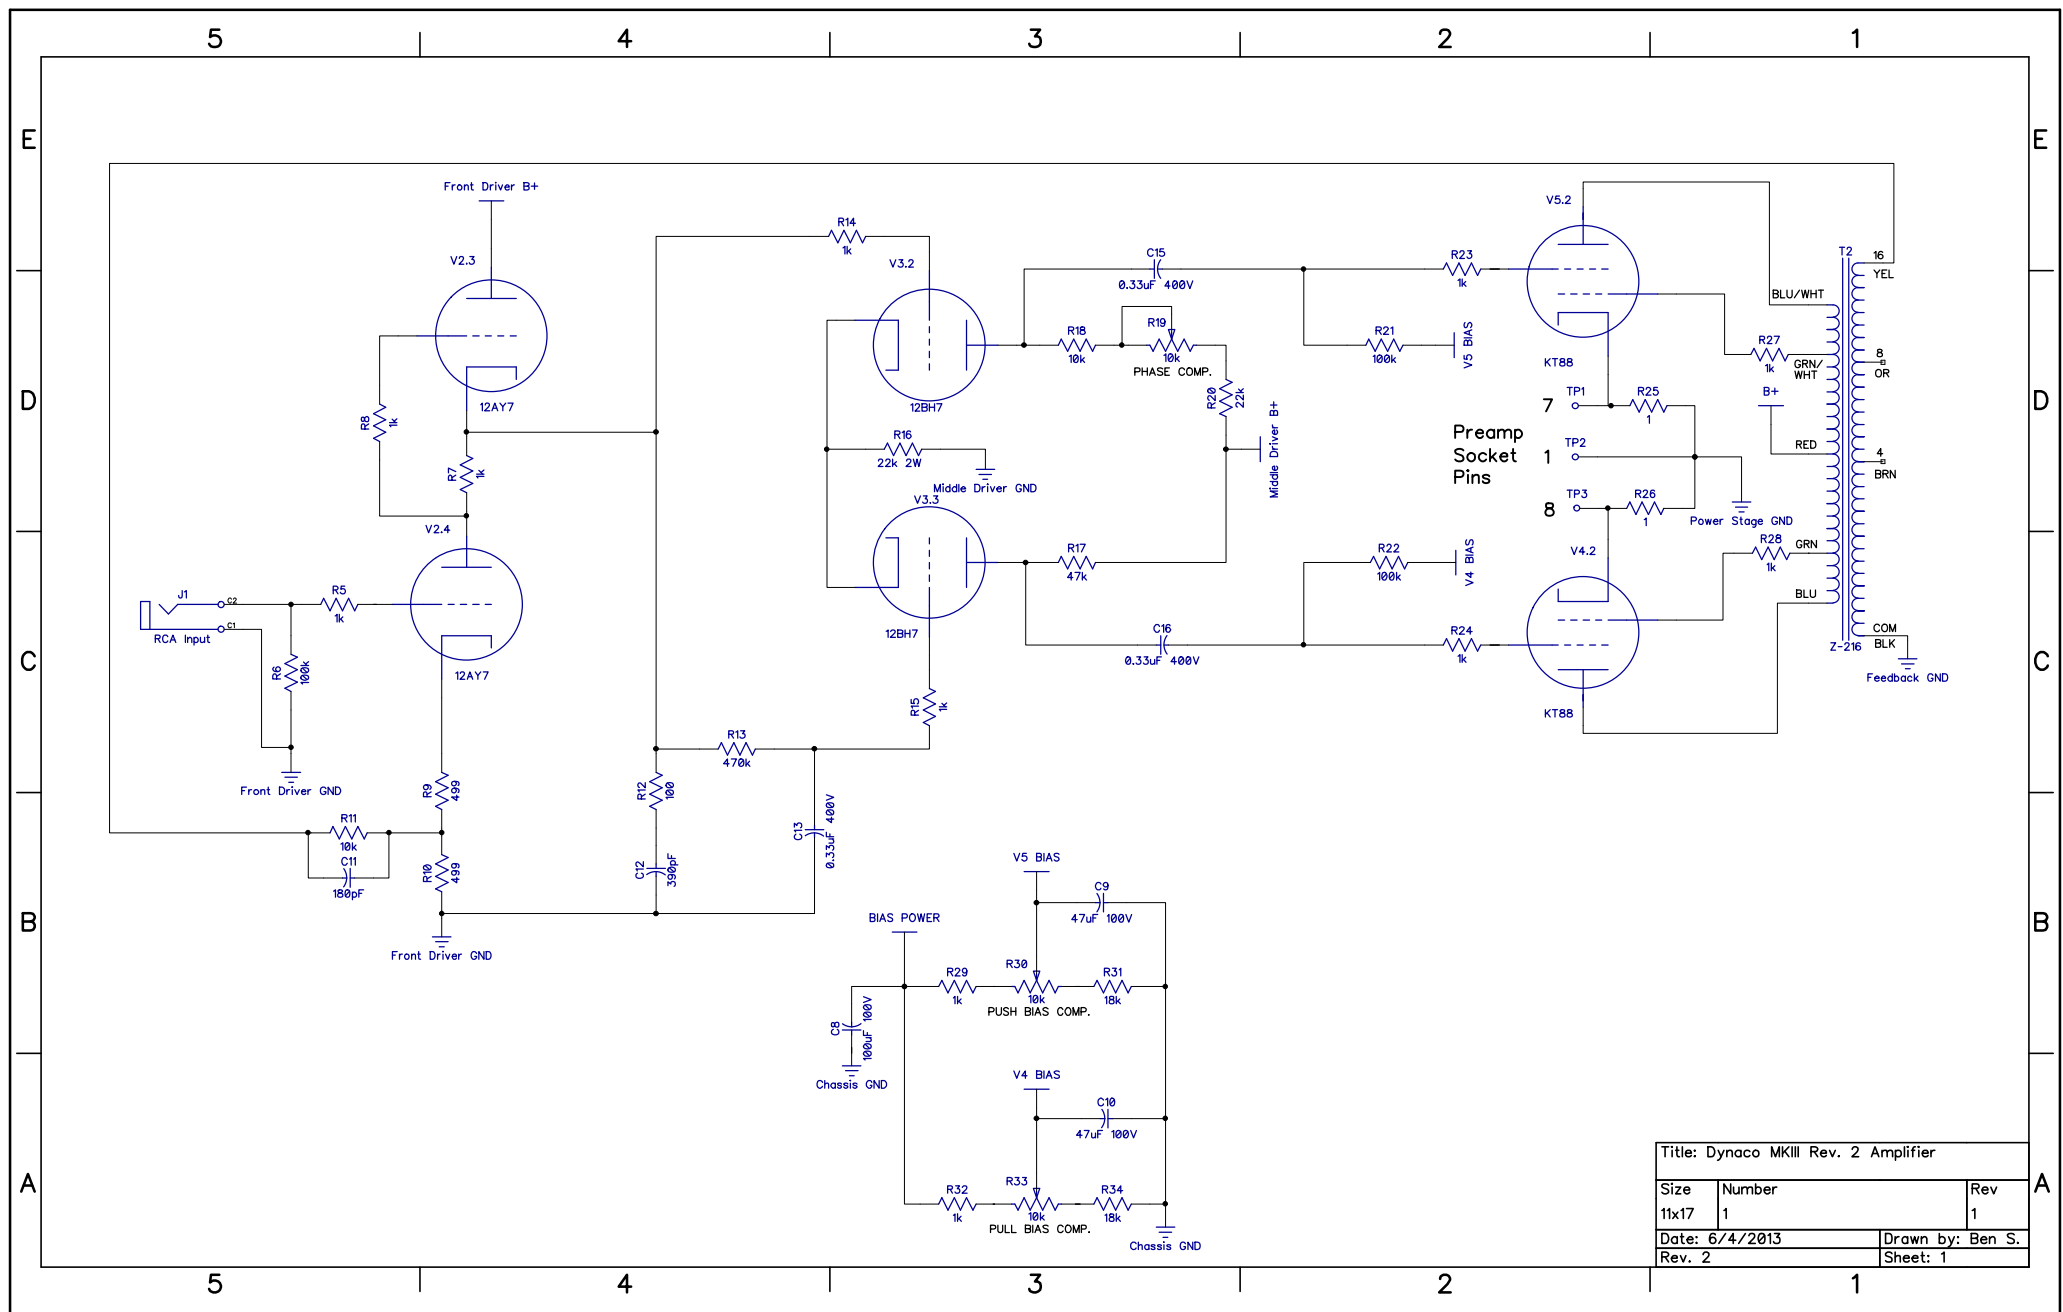 5 4 3 2 1
E E
D D
C C
B B
A A
Front Driver B+
V2.3
12AY7
R8
1k
R7
1k
V2.4
12AY7
J1
C2
C1
RCA Input
R5
1k
R6
100k
Front Driver GND
R9
499
R11
10k
C11
180pF
R10
499
Front Driver GND
R14
1k
V3.2
12BH7
R16
22k 2W
Middle Driver GND
V3.3
12BH7
R15
1k
R13
470k
R12
100
C12
390pF
C13
0.33uF 400V
C15
0.33uF 400V
R18
10k
R19
10k
PHASE COMP.
R20
22k
Middle Driver B+
R17
47k
C16
0.33uF 400V
R23
1k
R21
100k
V5 BIAS
R22
100k
V4 BIAS
R24
1k
V5.2
KT88
Preamp
Socket
Pins
7
TP1
R25
1
1
TP2
8
TP3
R26
1
Power Stage GND
V4.2
KT88
T2
16
YEL
BLU/WHT
R27
1k
GRN/
WHT
8
OR
B+
RED
4
BRN
R28
1k
GRN
BLU
COM
BLK
Z-216
Feedback GND
V5 BIAS
C9
47uF 100V
BIAS POWER
R29
1k
R30
10k
PUSH BIAS COMP.
R31
18k
C8
100uF 100V
Chassis GND
V4 BIAS
C10
47uF 100V
R32
1k
R33
10k
PULL BIAS COMP.
R34
18k
Chassis GND
Title: Dynaco MKIII Rev. 2 Amplifier
Size Number Rev
11x17 1 1
Date: 6/4/2013 Drawn by: Ben S.
Rev. 2 Sheet: 1
5 4 3 2 1